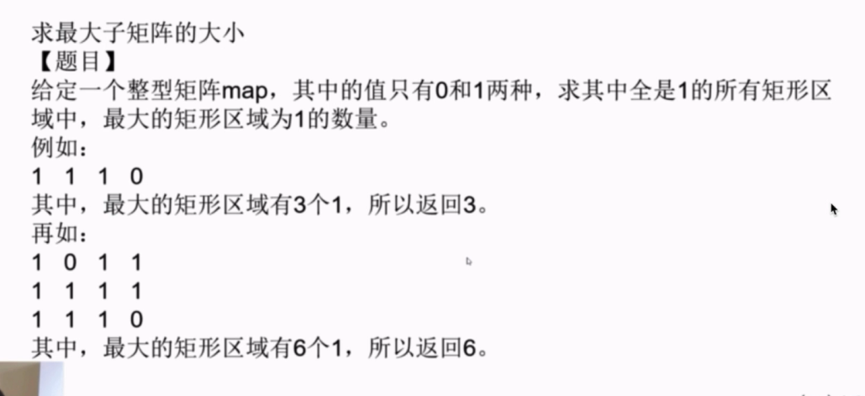 求最大子矩阵的大小
【题目】
给定一个整型矩阵map，其中的值只有0和1两种，求其中全是1的所有矩形区
域中，最大的矩形区域为1的数量。
例如：
1 1 1 0
其中，最大的矩形区域有3个1，所以返回3。
再如：
1 0 1 1
1 1 1 1
1 1 1 0
其中，最大的矩形区域有6个1，所以返回6。